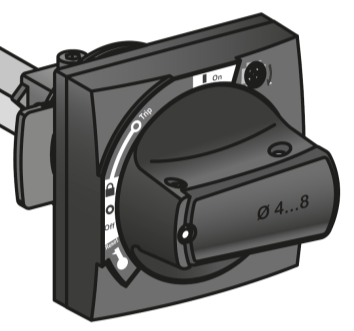 I On
Trip
O Off
Ø 4...8